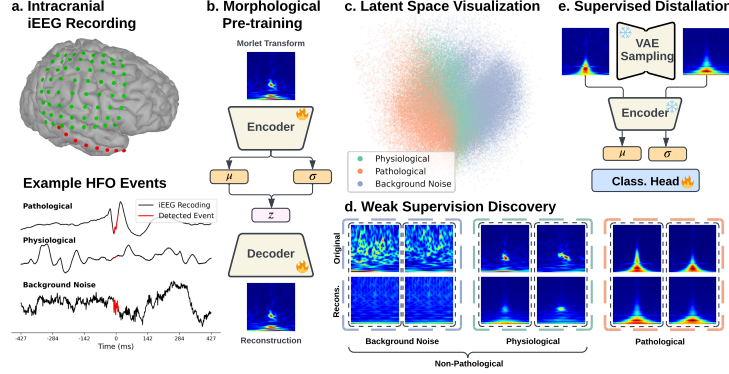 a. Intracranial
iEEG Recording
Example HFO Events
Pathological
iEEG Recoding
Detected Event
Physiological
Background Noise
-427 -284 -142 0 142 284 427
Time (ms)
b. Morphological
Pre-training
Morlet Transform
Encoder
μ σ
z
Decoder
Reconstruction
c. Latent Space Visualization
Physiological
Pathological
Background Noise
d. Weak Supervision Discovery
Original
Recons.
Background Noise Physiological Pathological
Non-Pathological
e. Supervised Distallation
VAE
Sampling
Encoder
μ σ
Class. Head